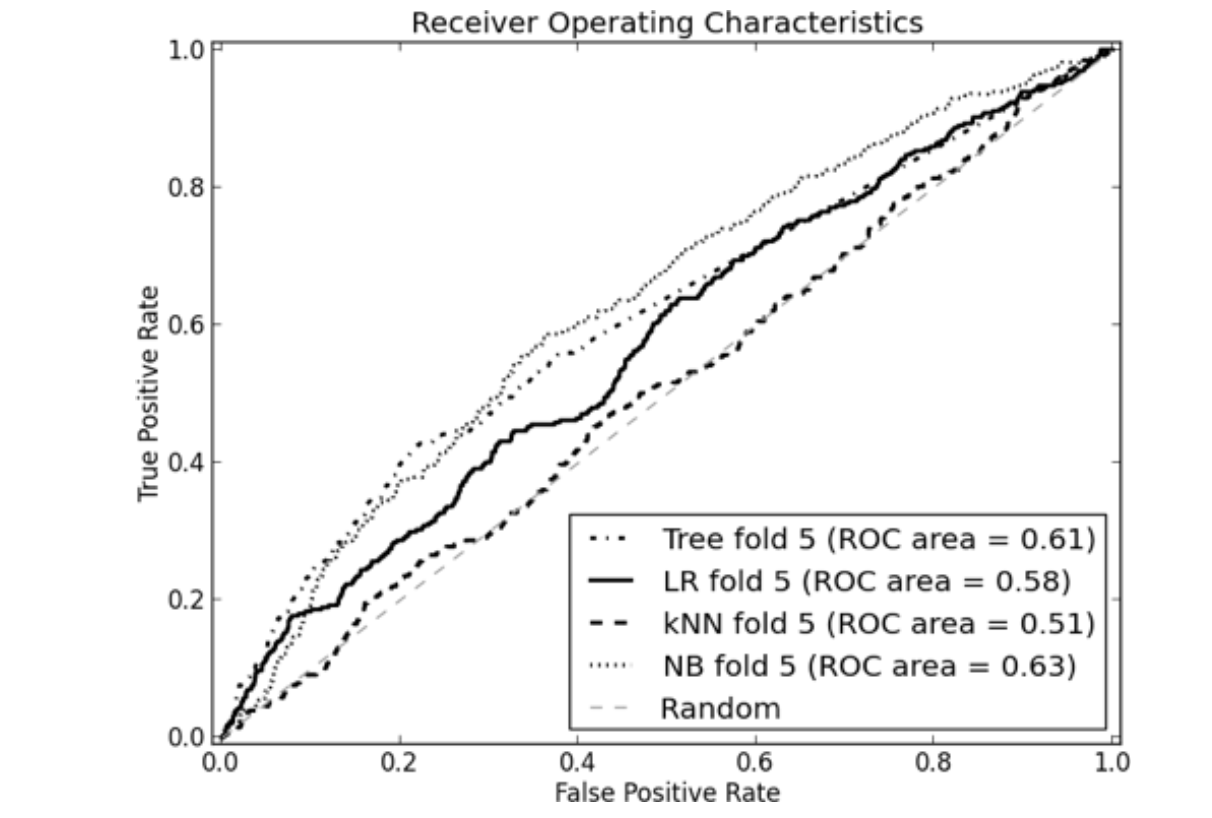 Receiver Operating Characteristics
1.0
0.8
0.6
0.4
0.2
0.0
True Positive Rate
Tree fold 5 (ROC area = 0.61)
LR fold 5 (ROC area = 0.58)
kNN fold 5 (ROC area = 0.51)
NB fold 5 (ROC area = 0.63)
Random
0.0 0.2 0.4 0.6 0.8 1.0
False Positive Rate